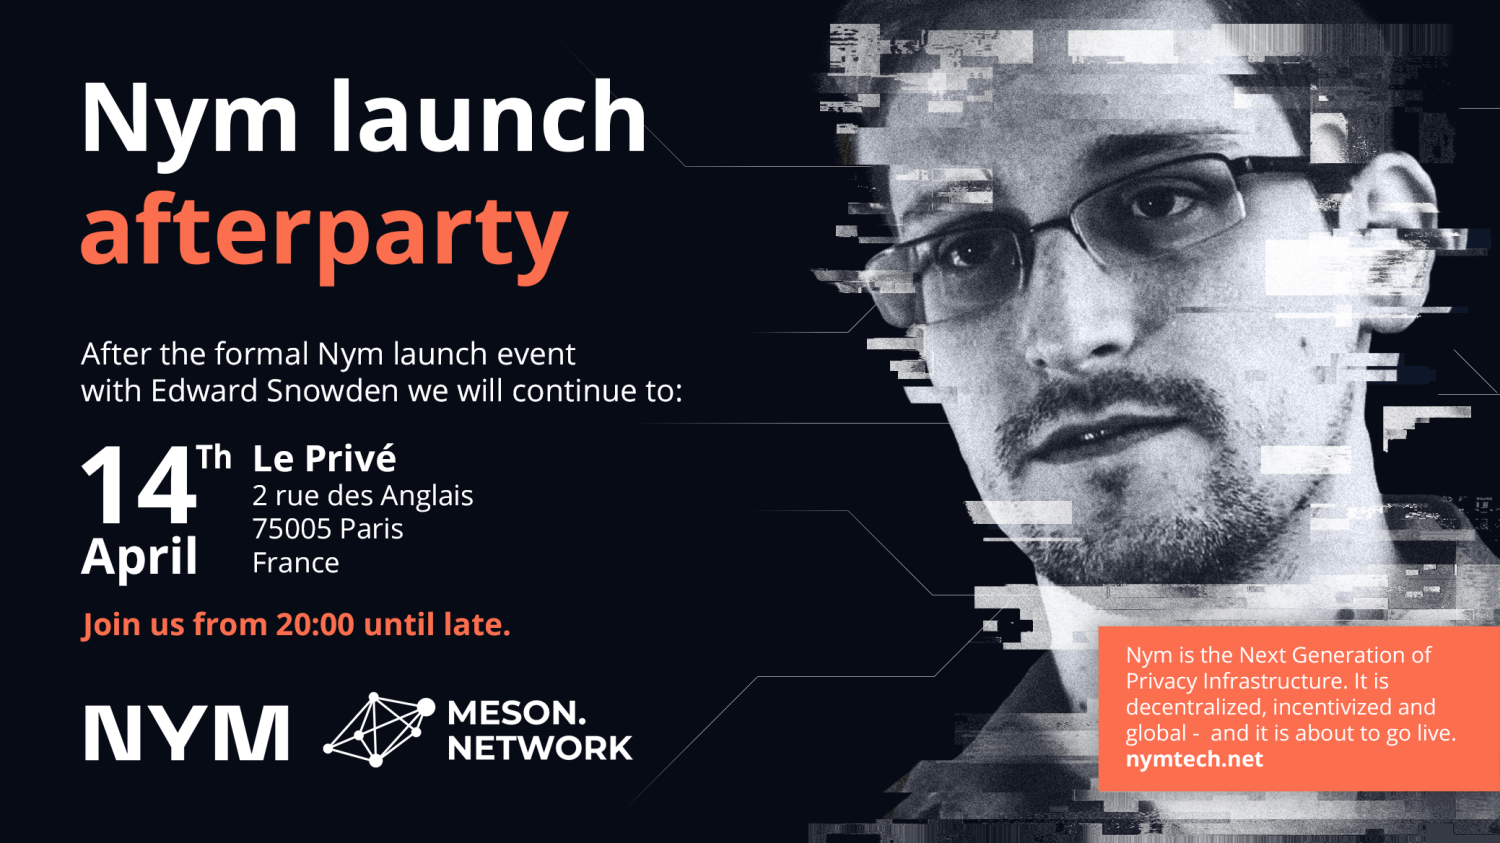 Nym launch
afterparty
After the formal Nym launch event
with Edward Snowden we will continue to:
14Th
April
Le Privé
2 rue des Anglais
75005 Paris
France
Join us from 20:00 until late.
NYM
MESON.
NETWORK
Nym is the Next Generation of
Privacy Infrastructure. It is
decentralized, incentivized and
global -  and it is about to go live.
nymtech.net